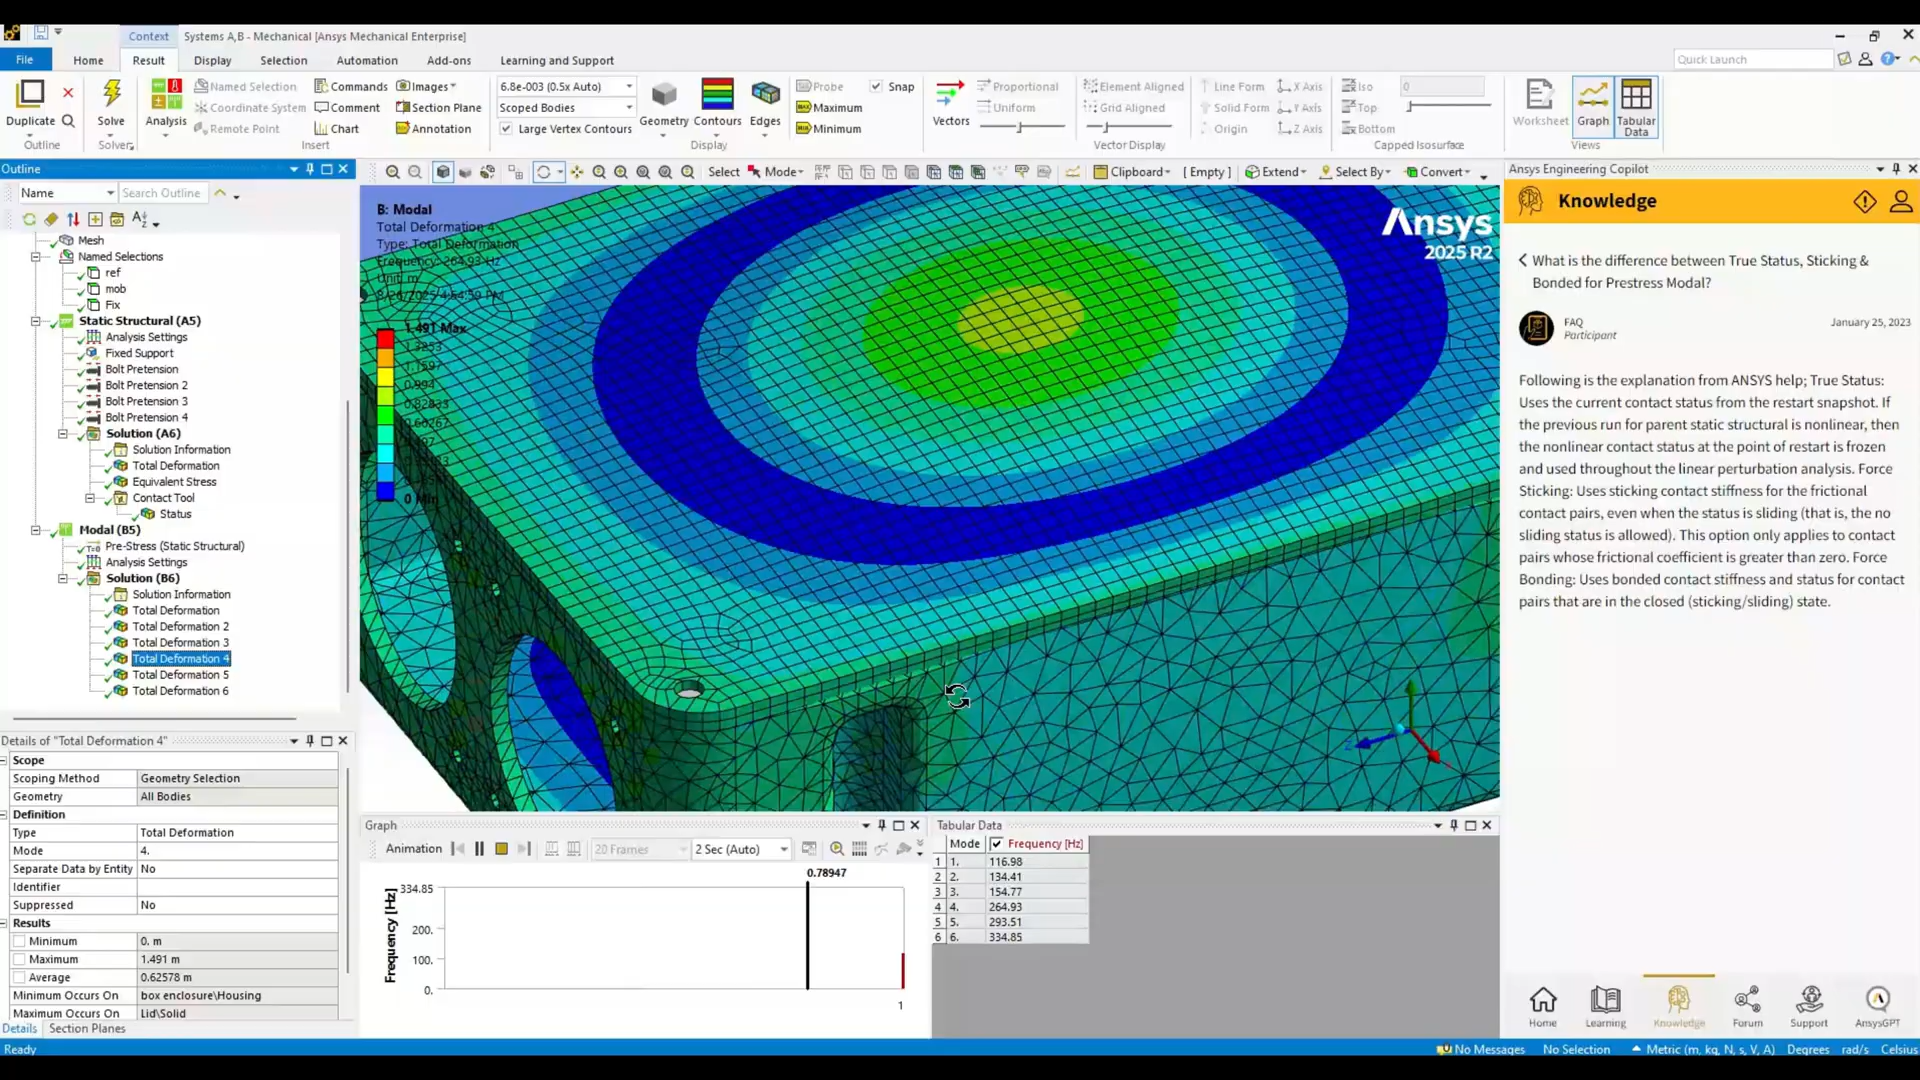 Context
Systems A,B - Mechanical [Ansys Mechanical Enterprise]
File
Home
Result
Display
Selection
Automation
Add-ons
Learning and Support
Quick Launch
Duplicate
Outline
Solve
Solver
Analysis
Named Selection
Coordinate System
Remote Point
Commands
Comment
Chart
Images
Section Plane
Annotation
Insert
6.8e-003 (0.5x Auto)
Scoped Bodies
Large Vertex Contours
Geometry
Contours
Edges
Display
Probe
Snap
Maximum
Minimum
Vectors
Proportional
Uniform
Element Aligned
Grid Aligned
Line Form
Solid Form
Origin
X Axis
Y Axis
Z Axis
Vector Display
Iso
Top
Bottom
0
Capped Isosurface
Worksheet
Graph
Tabular
Data
Views
Outline
Name
Search Outline
Mesh
Named Selections
ref
mob
Fix
Static Structural (A5)
Analysis Settings
Fixed Support
Bolt Pretension
Bolt Pretension 2
Bolt Pretension 3
Bolt Pretension 4
Solution (A6)
Solution Information
Total Deformation
Equivalent Stress
Contact Tool
Status
Modal (B5)
Pre-Stress (Static Structural)
Analysis Settings
Solution (B6)
Solution Information
Total Deformation
Total Deformation 2
Total Deformation 3
Total Deformation 4
Total Deformation 5
Total Deformation 6
Details of "Total Deformation 4"
Scope
Scoping Method Geometry Selection
Geometry All Bodies
Definition
Type Total Deformation
Mode 4.
Separate Data by Entity No
Identifier
Suppressed No
Results
Minimum 0. m
Maximum 1.491 m
Average 0.62578 m
Minimum Occurs On box enclosure\Housing
Maximum Occurs On Lid\Solid
Details Section Planes
Ready
Select
Mode
Clipboard
[ Empty ]
Extend
Select By
Convert
B: Modal
Total Deformation 4
Type: Total Deformation
Frequency: 264.93 Hz
Unit: m
1.491 Max
0.994
0 Min
Ansys
2025 R2
Z
Graph
Animation
20 Frames
2 Sec (Auto)
0.78947
Frequency [Hz]
334.85
200.
100.
0.
1
Tabular Data
Mode Frequency [Hz]
1 1. 116.98
2 2. 134.41
3 3. 154.77
4 4. 264.93
5 5. 293.51
6 6. 334.85
Ansys Engineering Copilot
Knowledge
What is the difference between True Status, Sticking &
Bonded for Prestress Modal?
FAQ
Participant
January 25, 2023
Following is the explanation from ANSYS help; True Status:
Uses the current contact status from the restart snapshot. If
the previous run for parent static structural is nonlinear, then
the nonlinear contact status at the point of restart is frozen
and used throughout the linear perturbation analysis. Force
Sticking: Uses sticking contact stiffness for the frictional
contact pairs, even when the status is sliding (that is, the no
sliding status is allowed). This option only applies to contact
pairs whose frictional coefficient is greater than zero. Force
Bonding: Uses bonded contact stiffness and status for contact
pairs that are in the closed (sticking/sliding) state.
Home
Learning
Knowledge
Forum
Support
AnsysGPT
No Messages
No Selection
Metric (m, kg, N, s, V, A)
Degrees
rad/s
Celsius